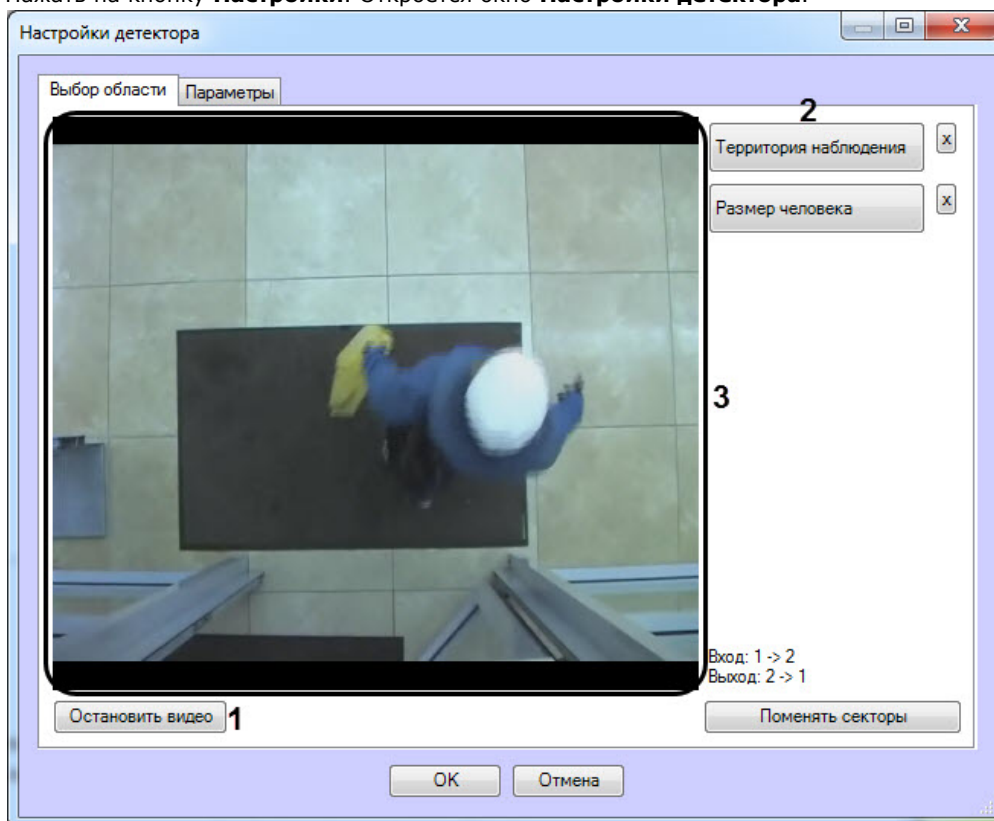 Нажать на кнопку Настройки. Откроется окно Настройки детектора.
Настройки детектора
X
Выбор области
Параметры
2
Территория наблюдения
x
Размер человека
x
3
Вход: 1 -> 2
Выход: 2 -> 1
Остановить видео
1
Поменять секторы
OK
Отмена